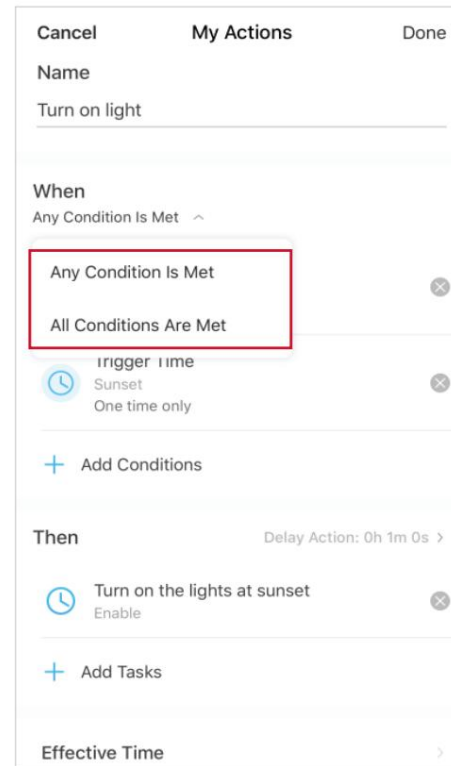 Cancel My Actions Done
Name
Turn on light
When
Any Condition Is Met
Any Condition Is Met
All Conditions Are Met
Trigger Time
Sunset
One time only
Add Conditions
Then Delay Action: 0h 1m 0s >
Turn on the lights at sunset
Enable
Add Tasks
Effective Time